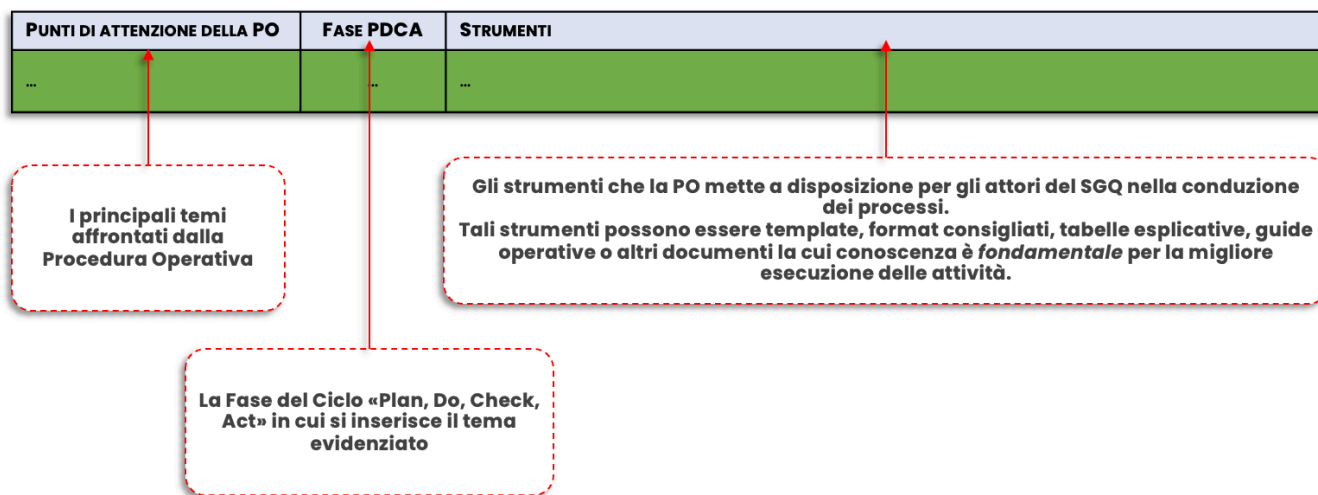 PUNTI DI ATTENZIONE DELLA PO FASE PDCA STRUMENTI
... ... ...
I principali temi
affrontati dalla
Procedura Operativa
Gli strumenti che la PO mette a disposizione per gli attori del SGQ nella conduzione
dei processi.
Tali strumenti possono essere template, format consigliati, tabelle esplicative, guide
operative o altri documenti la cui conoscenza è fondamentale per la migliore
esecuzione delle attività.
La Fase del Ciclo «Plan, Do, Check,
Act» in cui si inserisce il tema
evidenziato